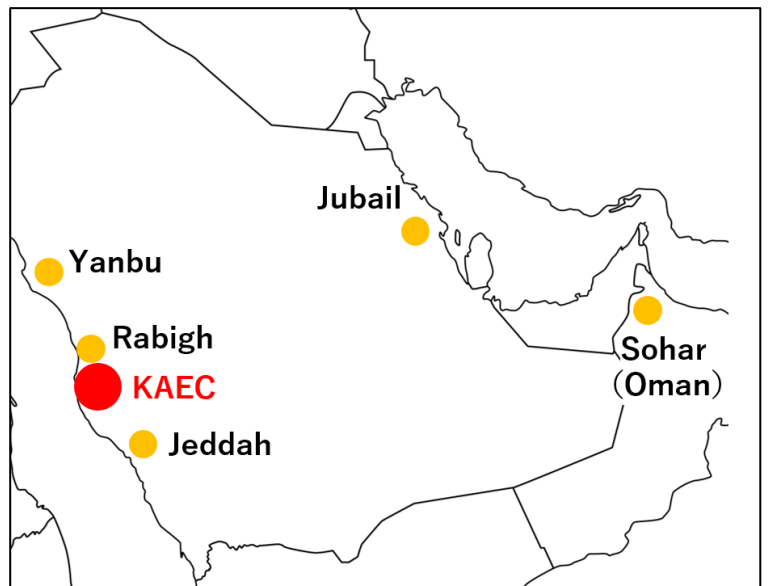 Jubail
Yanbu
Rabigh
KAEC
Jeddah
Sohar
(Oman)